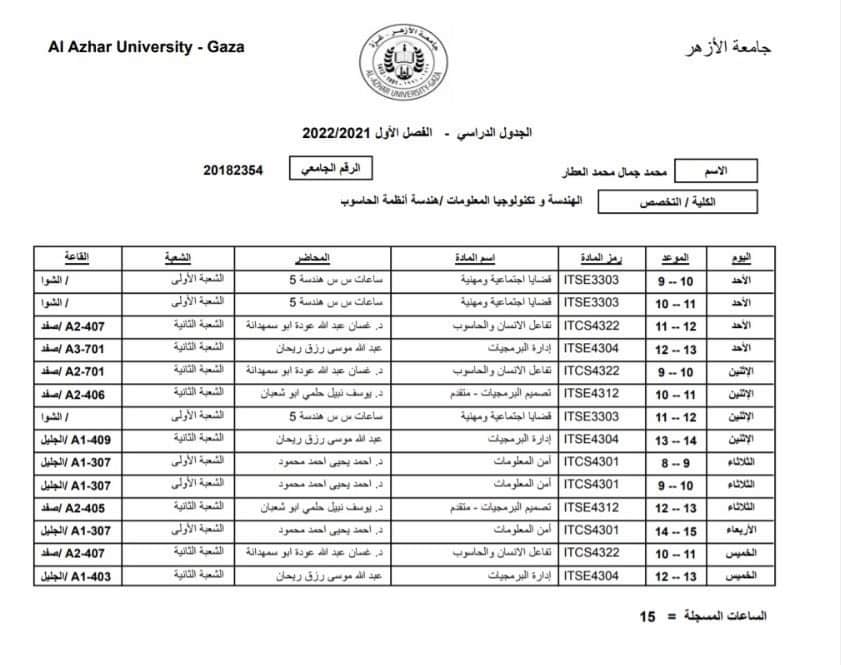 Al Azhar University - Gaza
جامعة الأزهر
جامعة الأزهر - غزة
AL-AZHAR UNIVERSITY-GAZA
الجدول الدراسي - الفصل الأول 2022/2021
الاسم محمد جمال محمد العطار الرقم الجامعي 20182354
الكلية / التخصص الهندسة و تكنولوجيا المعلومات /هندسة أنظمة الحاسوب
اليوم الموعد رمز المادة اسم المادة المحاضر الشعبة القاعة
الأحد 9 -- 10 ITSE3303 قضايا اجتماعية ومهنية ساعات س س هندسة 5 الشعبة الأولى / الشوا
الأحد 10 -- 11 ITSE3303 قضايا اجتماعية ومهنية ساعات س س هندسة 5 الشعبة الأولى / الشوا
الأحد 11 -- 12 ITCS4322 تفاعل الانسان والحاسوب د. غسان عبد الله عودة ابو سمهدانة الشعبة الثانية A2-407 /صفد
الأحد 12 -- 13 ITSE4304 إدارة البرمجيات عبد الله موسى رزق ريحان الشعبة الثانية A3-701 /صفد
الإثنين 9 -- 10 ITCS4322 تفاعل الانسان والحاسوب د. غسان عبد الله عودة ابو سمهدانة الشعبة الثانية A2-701 /صفد
الإثنين 10 -- 11 ITSE4312 تصميم البرمجيات - متقدم د. يوسف نبيل حلمي ابو شعبان الشعبة الثانية A2-406 /صفد
الإثنين 11 -- 12 ITSE3303 قضايا اجتماعية ومهنية ساعات س س هندسة 5 الشعبة الأولى / الشوا
الإثنين 13 -- 14 ITSE4304 إدارة البرمجيات عبد الله موسى رزق ريحان الشعبة الثانية A1-409 /الجليل
الثلاثاء 8 -- 9 ITCS4301 أمن المعلومات د. احمد يحيى احمد محمود الشعبة الأولى A1-307 /الجليل
الثلاثاء 9 -- 10 ITCS4301 أمن المعلومات د. احمد يحيى احمد محمود الشعبة الأولى A1-307 /الجليل
الثلاثاء 12 -- 13 ITSE4312 تصميم البرمجيات - متقدم د. يوسف نبيل حلمي ابو شعبان الشعبة الثانية A2-405 /صفد
الأربعاء 14 -- 15 ITCS4301 أمن المعلومات د. احمد يحيى احمد محمود الشعبة الأولى A1-307 /الجليل
الخميس 10 -- 11 ITCS4322 تفاعل الانسان والحاسوب د. غسان عبد الله عودة ابو سمهدانة الشعبة الثانية A2-407 /صفد
الخميس 12 -- 13 ITSE4304 إدارة البرمجيات عبد الله موسى رزق ريحان الشعبة الثانية A1-403 /الجليل
الساعات المسجلة = 15